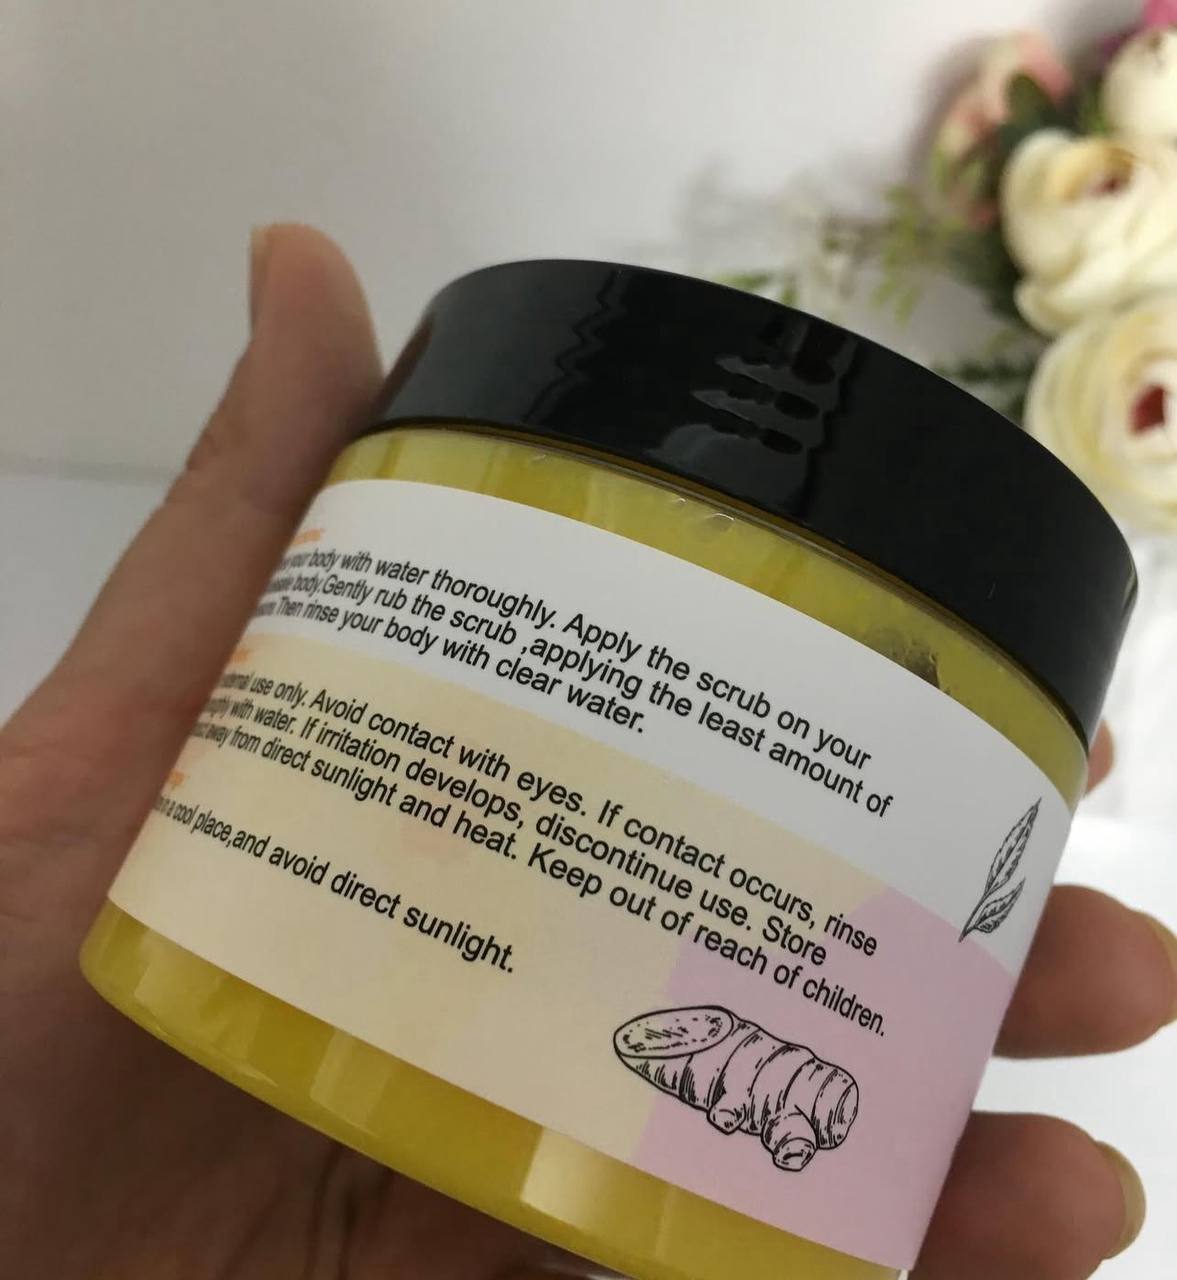 your body with water thoroughly. Apply the scrub on your
body.Gently rub the scrub ,applying the least amount of
Then rinse your body with clear water.
use only. Avoid contact with eyes. If contact occurs, rinse
with water. If irritation develops, discontinue use. Store
away from direct sunlight and heat. Keep out of reach of children.
in a cool place,and avoid direct sunlight.